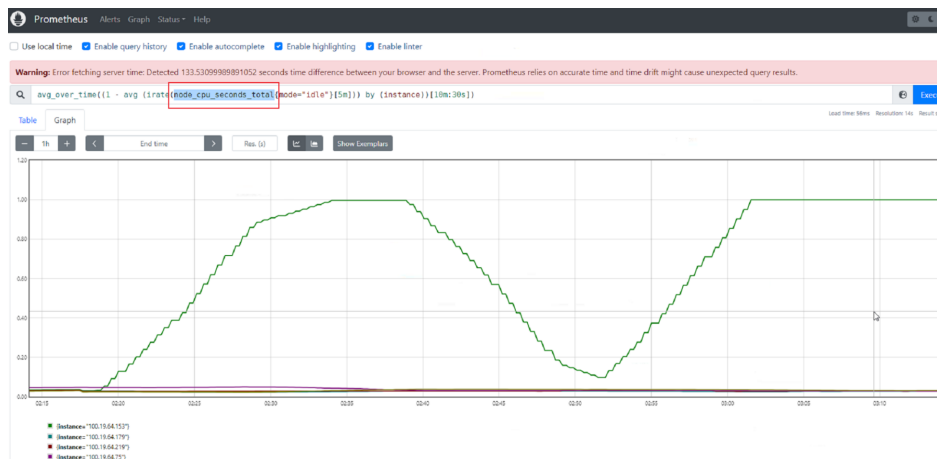 Prometheus Alerts Graph Status Help
Use local time Enable query history Enable autocomplete Enable highlighting Enable linter
Warning: Error fetching server time: Detected 133.53099989891052 seconds time difference between your browser and the server. Prometheus relies on accurate time and time drift might cause unexpected query results.
avg_over_time((1 - avg (irate(node_cpu_seconds_total{mode="idle"}[5m])) by (instance))[10m:30s])
Exec
Table Graph
Load time: 56ms Resolution: 14s Result s
1h End time Res. (s) Show Exemplars
1.20
1.00
0.80
0.60
0.40
0.20
0.00
02:15 02:20 02:25 02:30 02:35 02:40 02:45 02:50 02:55 03:00 03:05 03:10
{instance="100.19.64.153"}
{instance="100.19.64.179"}
{instance="100.19.64.219"}
{instance="100.19.64.75"}